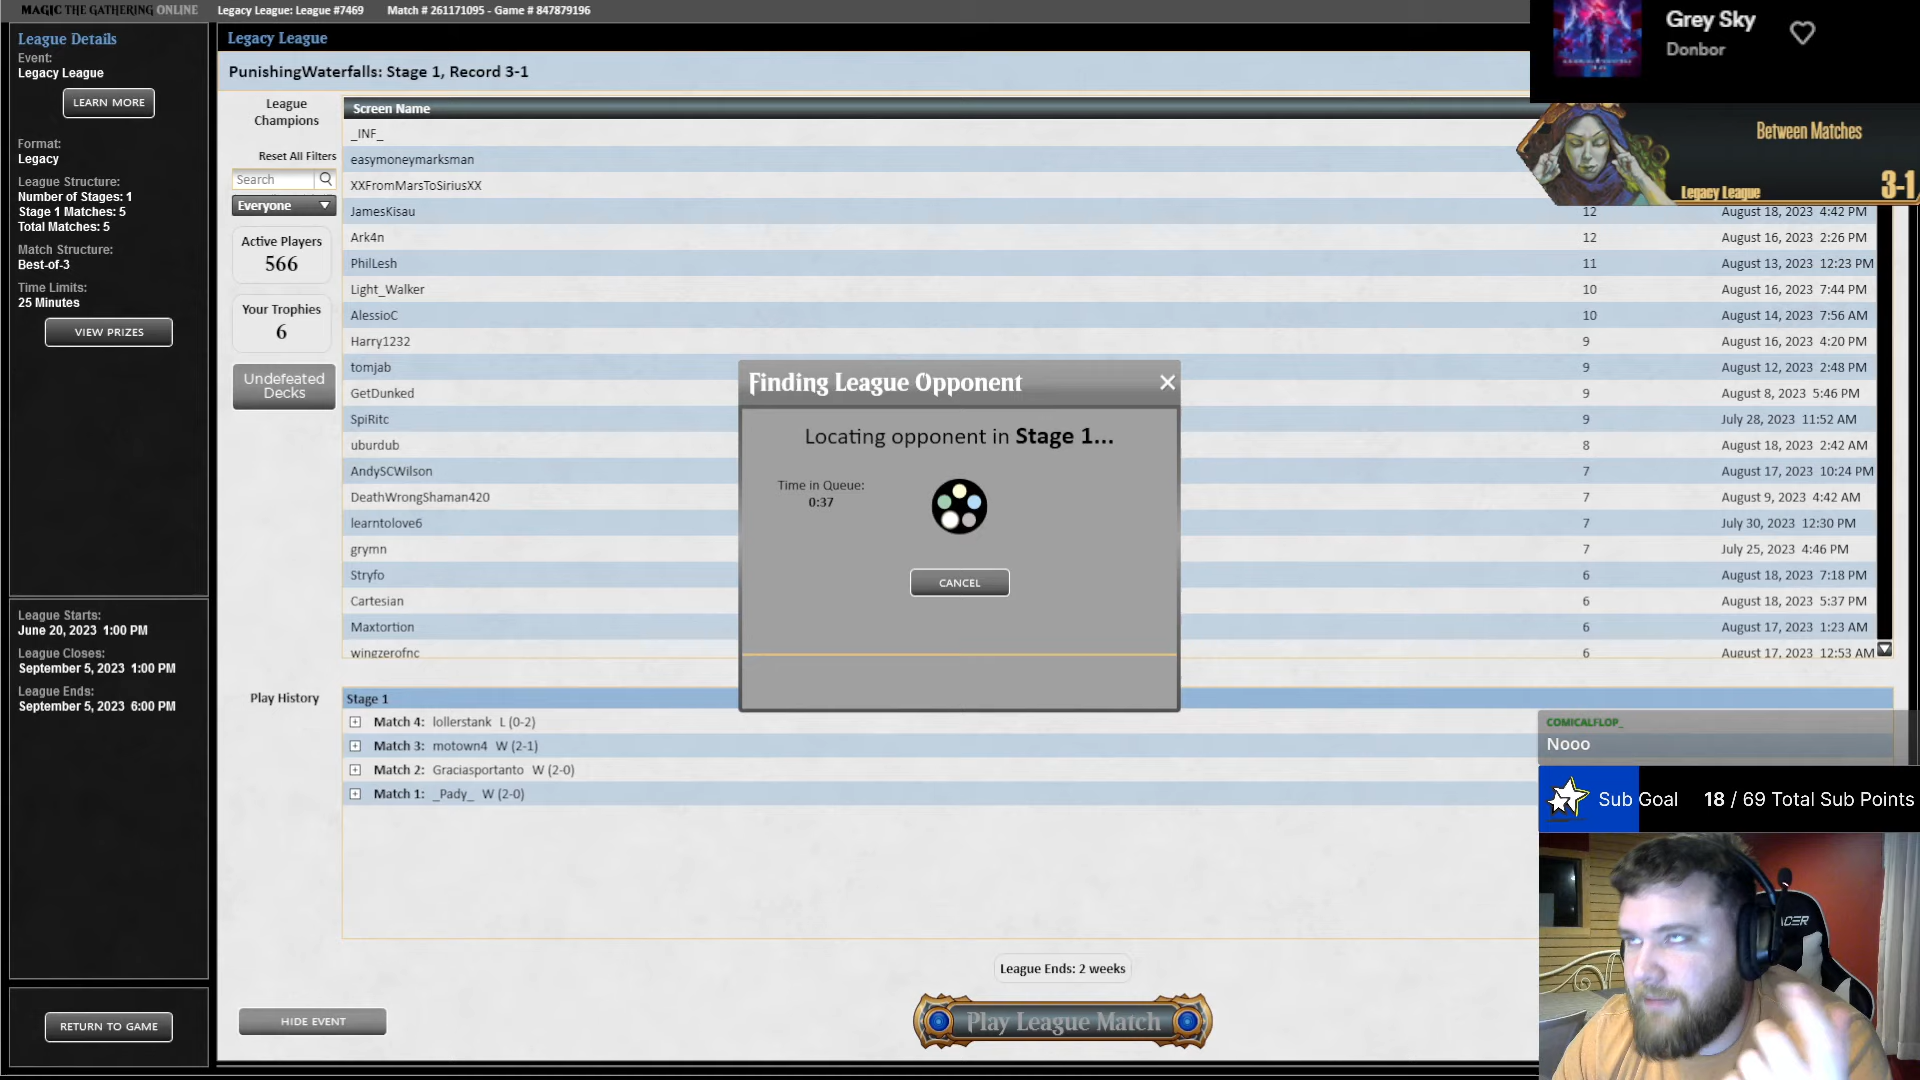 MAGIC THE GATHERING ONLINE
Legacy League: League #7469
Match # 261171095 - Game # 847879196
League Details
Event:
Legacy League
LEARN MORE
Format:
Legacy
League Structure:
Number of Stages: 1
Stage 1 Matches: 5
Total Matches: 5
Match Structure:
Best-of-3
Time Limits:
25 Minutes
VIEW PRIZES
League Starts:
June 20, 2023 1:00 PM
League Closes:
September 5, 2023 1:00 PM
League Ends:
September 5, 2023 6:00 PM
RETURN TO GAME
Legacy League
PunishingWaterfalls: Stage 1, Record 3-1
League
Champions
Reset All Filters
Search
Everyone
Active Players
566
Your Trophies
6
Undefeated
Decks
Screen Name
_INF_
easymoneymarksman
XXFromMarsToSiriusXX
JamesKisau 12 August 18, 2023 4:42 PM
Ark4n 12 August 16, 2023 2:26 PM
PhilLesh 11 August 13, 2023 12:23 PM
Light_Walker 10 August 16, 2023 7:44 PM
AlessioC 10 August 14, 2023 7:56 AM
Harry1232 9 August 16, 2023 4:20 PM
tomjab 9 August 12, 2023 2:48 PM
GetDunked 9 August 8, 2023 5:46 PM
SpiRitc 9 July 28, 2023 11:52 AM
uburdub 8 August 18, 2023 2:42 AM
AndySCWilson 7 August 17, 2023 10:24 PM
DeathWrongShaman420 7 August 9, 2023 4:42 AM
learntolove6 7 July 30, 2023 12:30 PM
grymn 7 July 25, 2023 4:46 PM
Stryfo 6 August 18, 2023 7:18 PM
Cartesian 6 August 18, 2023 5:37 PM
Maxtortion 6 August 17, 2023 1:23 AM
wingzerofnc 6 August 17, 2023 12:53 AM
Finding League Opponent
Locating opponent in Stage 1...
Time in Queue:
0:37
CANCEL
Play History
Stage 1
Match 4: lollerstank L (0-2)
Match 3: motown4 W (2-1)
Match 2: Graciasportanto W (2-0)
Match 1: _Pady_ W (2-0)
League Ends: 2 weeks
HIDE EVENT
Play League Match
Grey Sky
Donbor
Between Matches
Legacy League
3-1
COMICALFLOP_
Nooo
Sub Goal 18 / 69 Total Sub Points